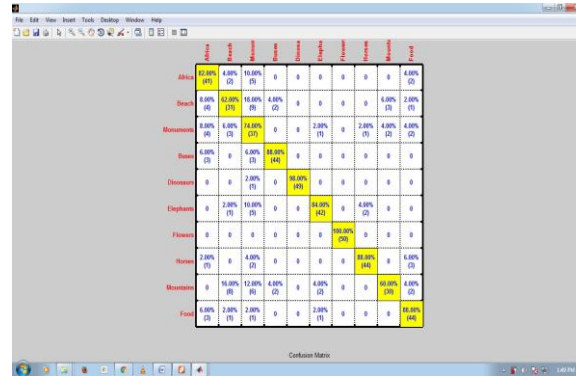 File Edit View Insert Tools Desktop Window Help
Africa Beach Monum Buses Dinosa Elepha Flower Horses Mounta Food
Africa 82.00% 4.00% 10.00% 0 0 0 0 0 0 4.00%
(41) (2) (5) (2)
Beach 8.00% 62.00% 18.00% 4.00% 0 0 0 0 6.00% 2.00%
(4) (31) (9) (2) (3) (1)
Monuments 8.00% 6.00% 74.00% 0 0 2.00% 0 2.00% 4.00% 4.00%
(4) (3) (37) (1) (1) (2) (2)
Buses 6.00% 0 6.00% 88.00% 0 0 0 0 0 0
(3) (3) (44)
Dinosaurs 0 0 2.00% 0 98.00% 0 0 0 0 0
(1) (49)
Elephants 0 2.00% 10.00% 0 0 84.00% 0 4.00% 0 0
(1) (5) (42) (2)
Flowers 0 0 0 0 0 0 100.00% 0 0 0
(50)
Horses 2.00% 0 4.00% 0 0 0 0 88.00% 0 6.00%
(1) (2) (44) (3)
Mountains 0 16.00% 12.00% 4.00% 0 4.00% 0 0 60.00% 4.00%
(8) (6) (2) (2) (30) (2)
Food 6.00% 2.00% 2.00% 0 0 2.00% 0 0 0 88.00%
(3) (1) (1) (1) (44)
Confusion Matrix
1:40 PM